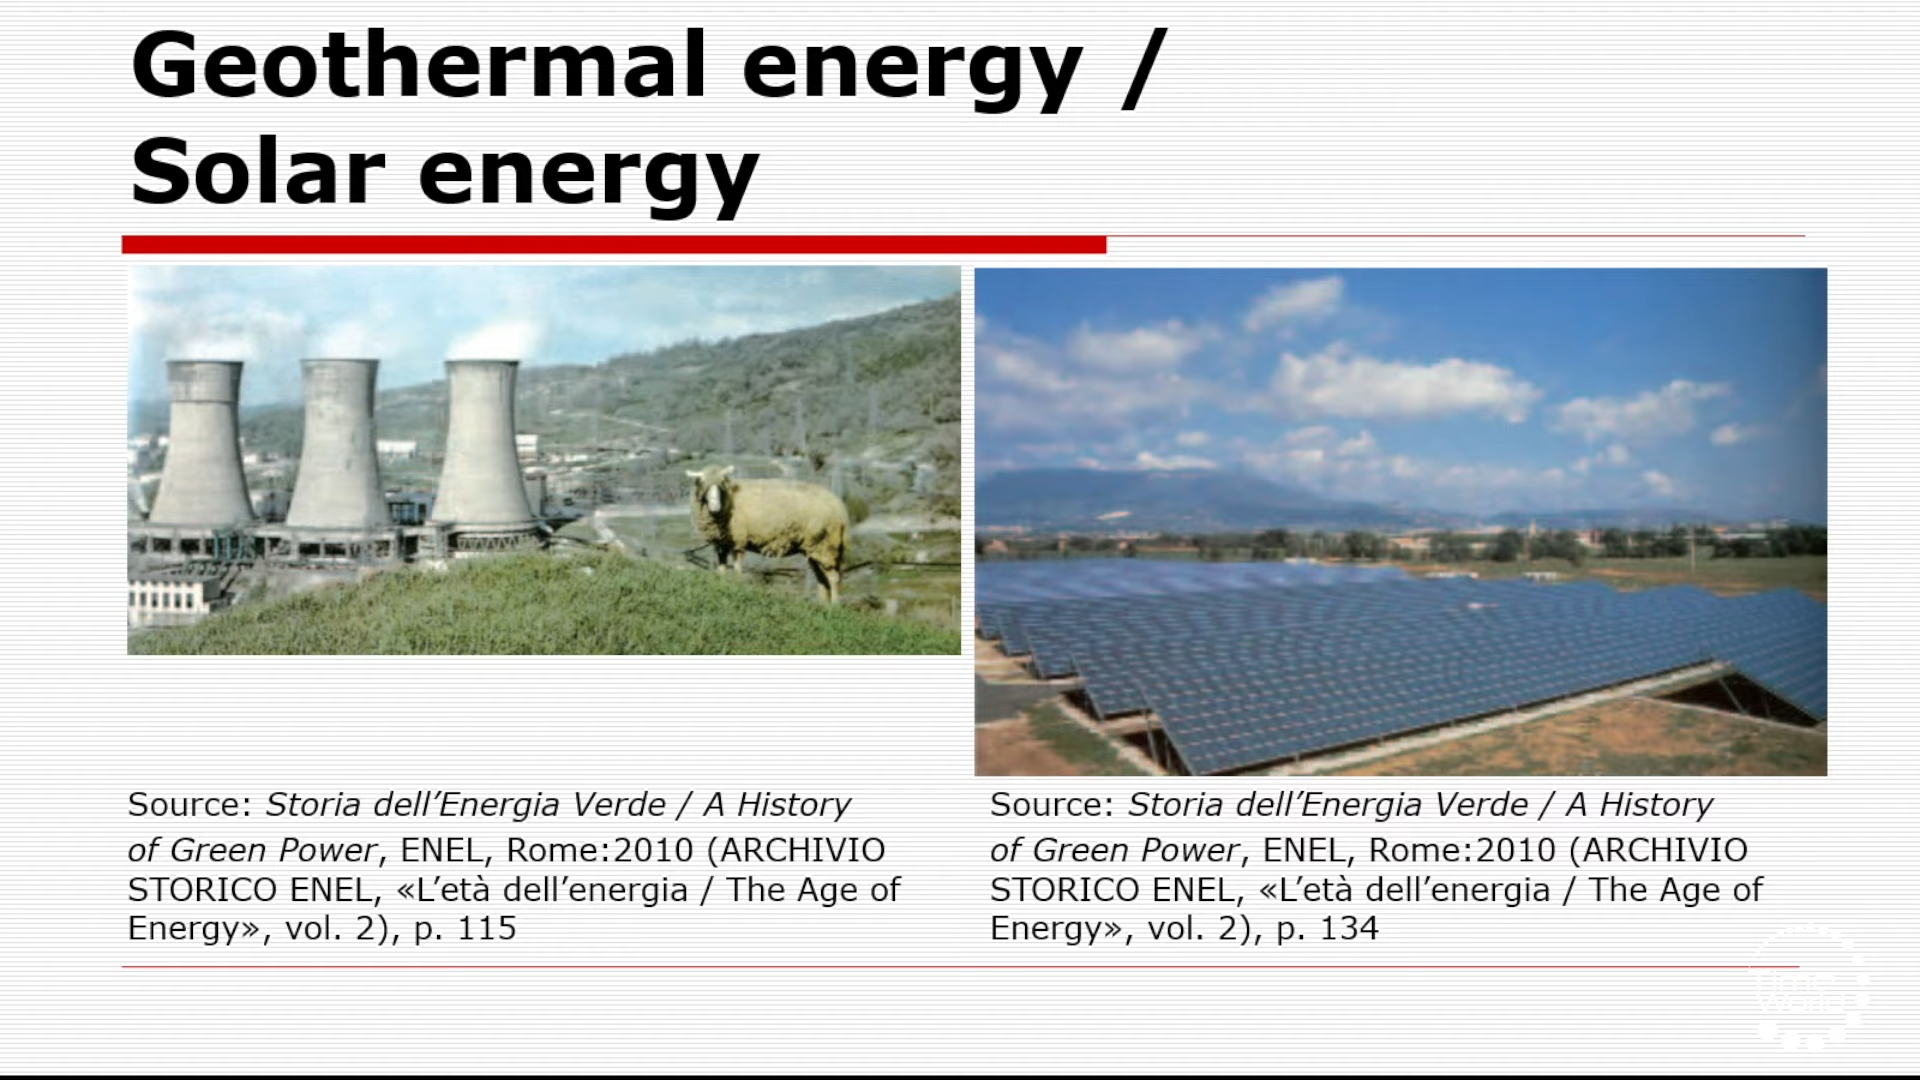 Geothermal energy /
Solar energy
Source: Storia dell’Energia Verde / A History
of Green Power, ENEL, Rome:2010 (ARCHIVIO
STORICO ENEL, «L’età dell’energia / The Age of
Energy», vol. 2), p. 115
Source: Storia dell’Energia Verde / A History
of Green Power, ENEL, Rome:2010 (ARCHIVIO
STORICO ENEL, «L’età dell’energia / The Age of
Energy», vol. 2), p. 134